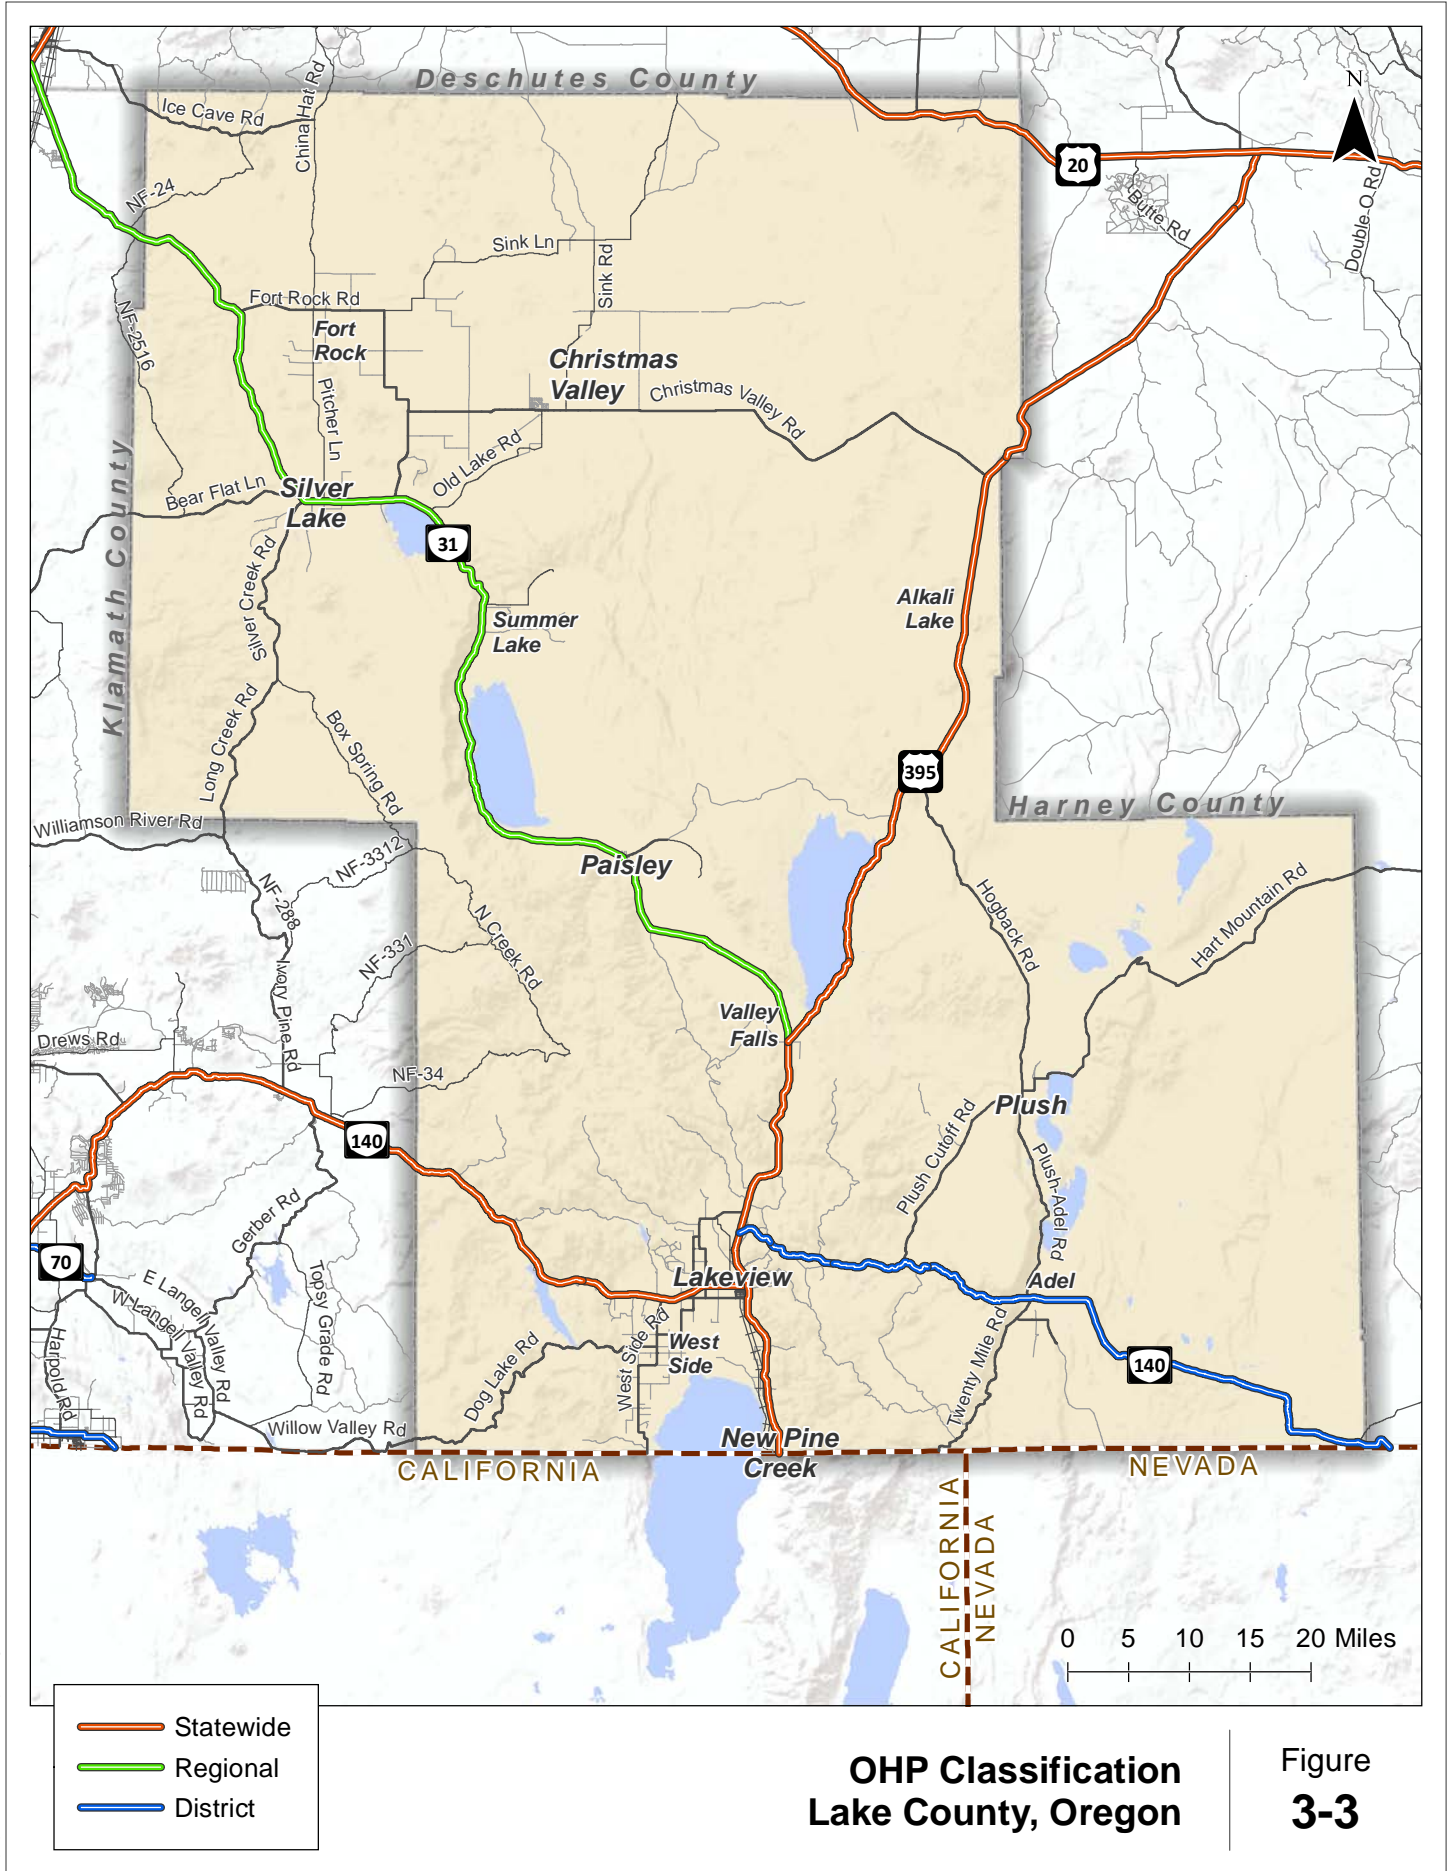 Deschutes County
N
Ice Cave Rd
China Hat Rd
20
NF-24
Butte Rd
Double-O Rd
Sink Ln
Sink Rd
Fort Rock Rd
NF-2516
Fort
Rock
Christmas
Valley
Pitcher Ln
Christmas Valley Rd
Old Lake Rd
Klamath County
Bear Flat Ln
Silver
Lake
31
Silver Creek Rd
Summer
Lake
Alkali
Lake
Long Creek Rd
Box Spring Rd
395
Harney County
Williamson River Rd
NF-3312
Paisley
NF-288
N Creek Rd
Hogback Rd
Hart Mountain Rd
NF-331
Ivory Pine Rd
Valley
Falls
Drews Rd
NF-34
Plush
140
Plush Cutoff Rd
Plush-Adel Rd
Gerber Rd
70
E Langell Valley Rd
W Langell Valley Rd
Topsy Grade Rd
Lakeview
Adel
Harpold Rd
West Side Rd
West
Side
Dog Lake Rd
Twenty Mile Rd
140
Willow Valley Rd
New Pine
Creek
CALIFORNIA
NEVADA
CALIFORNIA
NEVADA
0 5 10 15 20 Miles
Statewide
Regional
District
OHP Classification
Lake County, Oregon
Figure
3-3